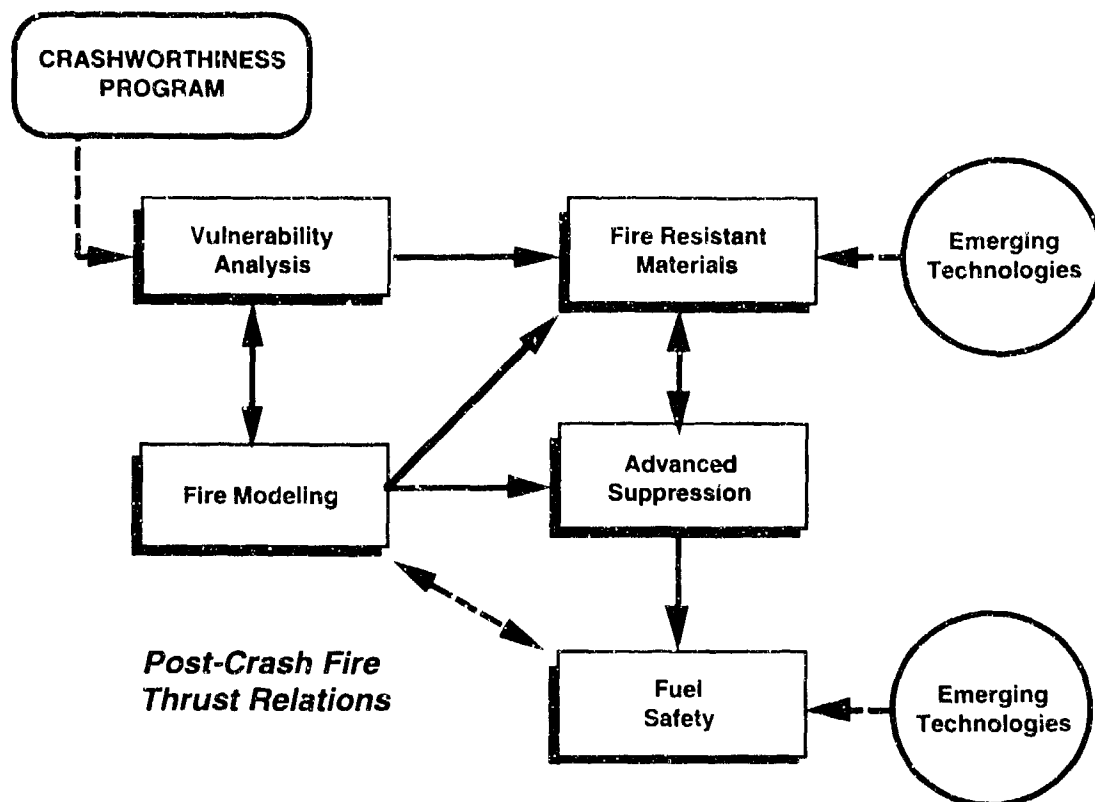 CRASHWORTHINESS
PROGRAM
Vulnerability
Analysis
Fire Resistant
Materials
Emerging
Technologies
Fire Modeling
Advanced
Suppression
Post-Crash Fire
Thrust Relations
Fuel
Safety
Emerging
Technologies